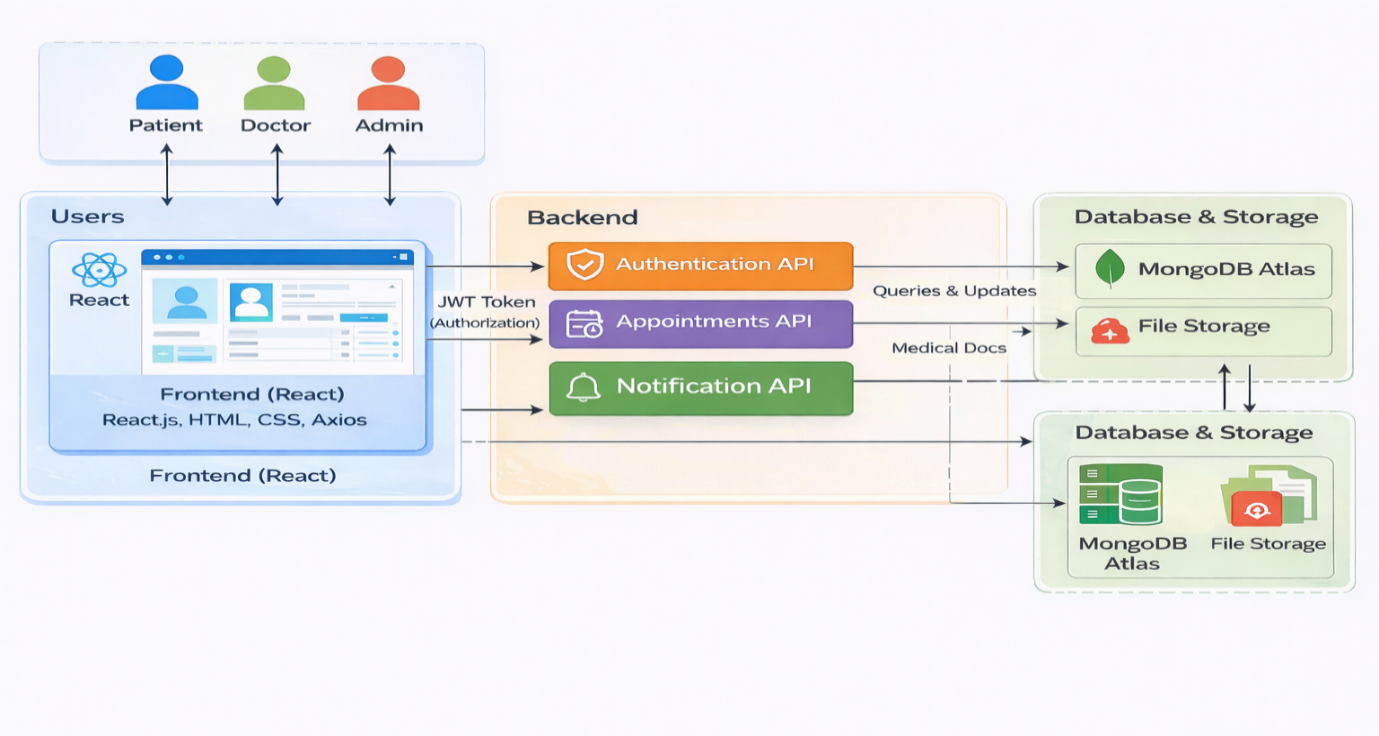 Patient
Doctor
Admin
Users
React
Frontend (React)
React.js, HTML, CSS, Axios
Frontend (React)
JWT Token
(Authorization)
Backend
Authentication API
Appointments API
Notification API
Queries & Updates
Medical Docs
Database & Storage
MongoDB Atlas
File Storage
Database & Storage
MongoDB
Atlas
File Storage